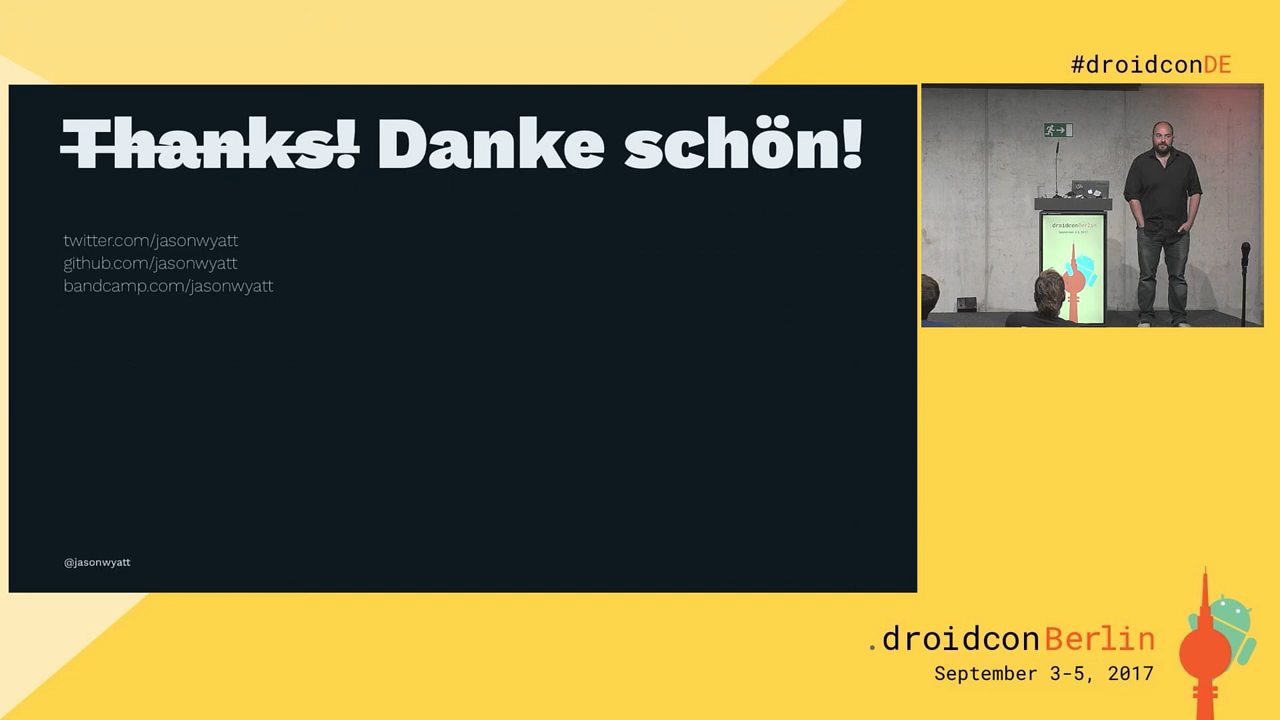 #droidconDE
Thanks! Danke schön!
twitter.com/jasonwyatt
github.com/jasonwyatt
bandcamp.com/jasonwyatt
@jasonwyatt
droidconBerlin
.droidconBerlin
September 3-5, 2017